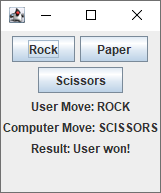 Rock Paper
Scissors
User Move: ROCK
Computer Move: SCISSORS
Result: User won!